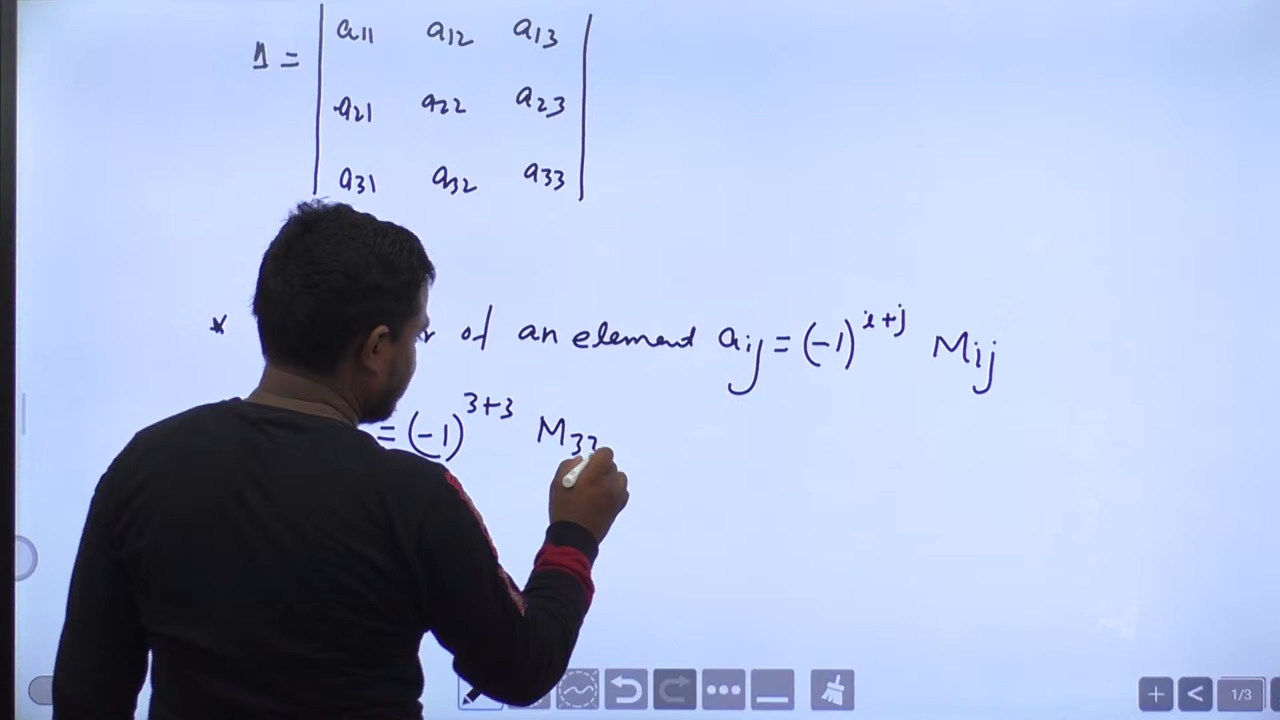 Δ = | a11 a12 a13 |
| a21 a22 a23 |
| a31 a32 a33 |
* of an element aij = (-1)^i+j Mij
= (-1)^3+3 M33
1/3